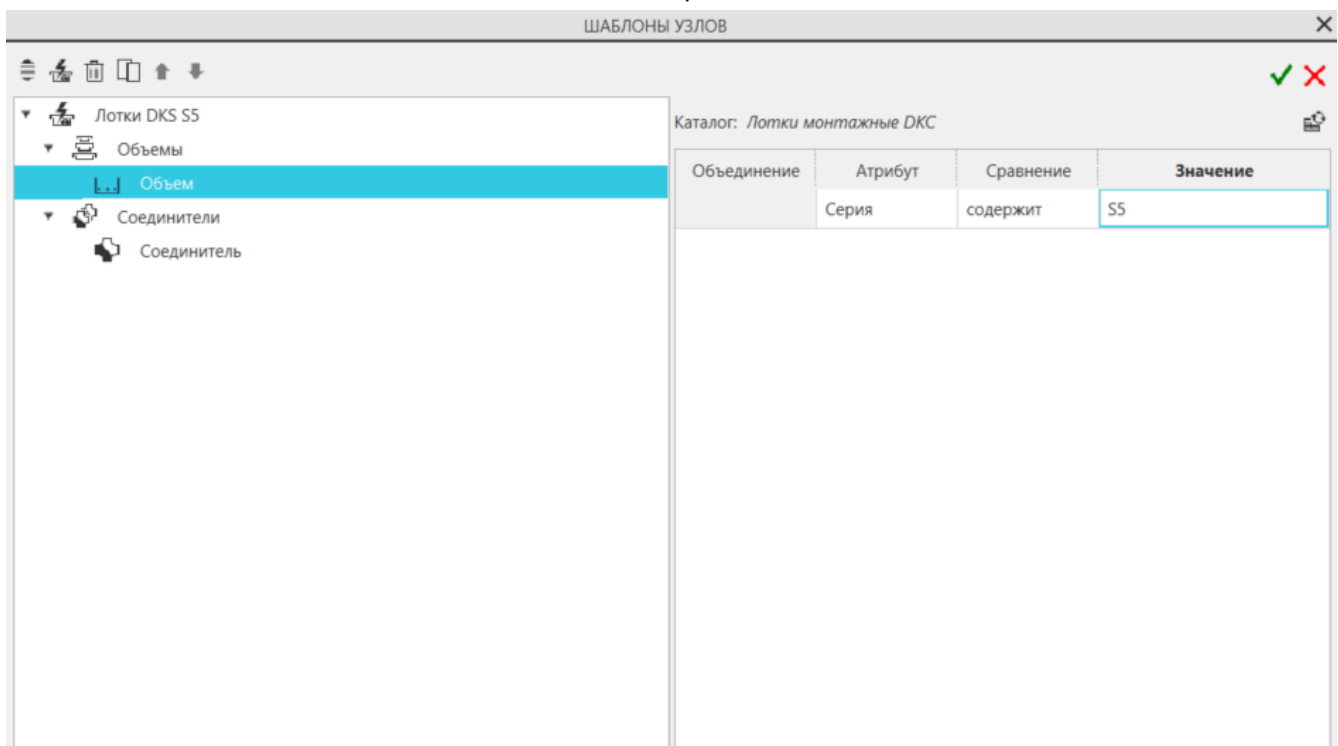 ШАБЛОНЫ УЗЛОВ
Лотки DKS S5
Объемы
Объем
Соединители
Соединитель
Каталог: Лотки монтажные DKC
Объединение Атрибут Сравнение Значение
Серия содержит S5